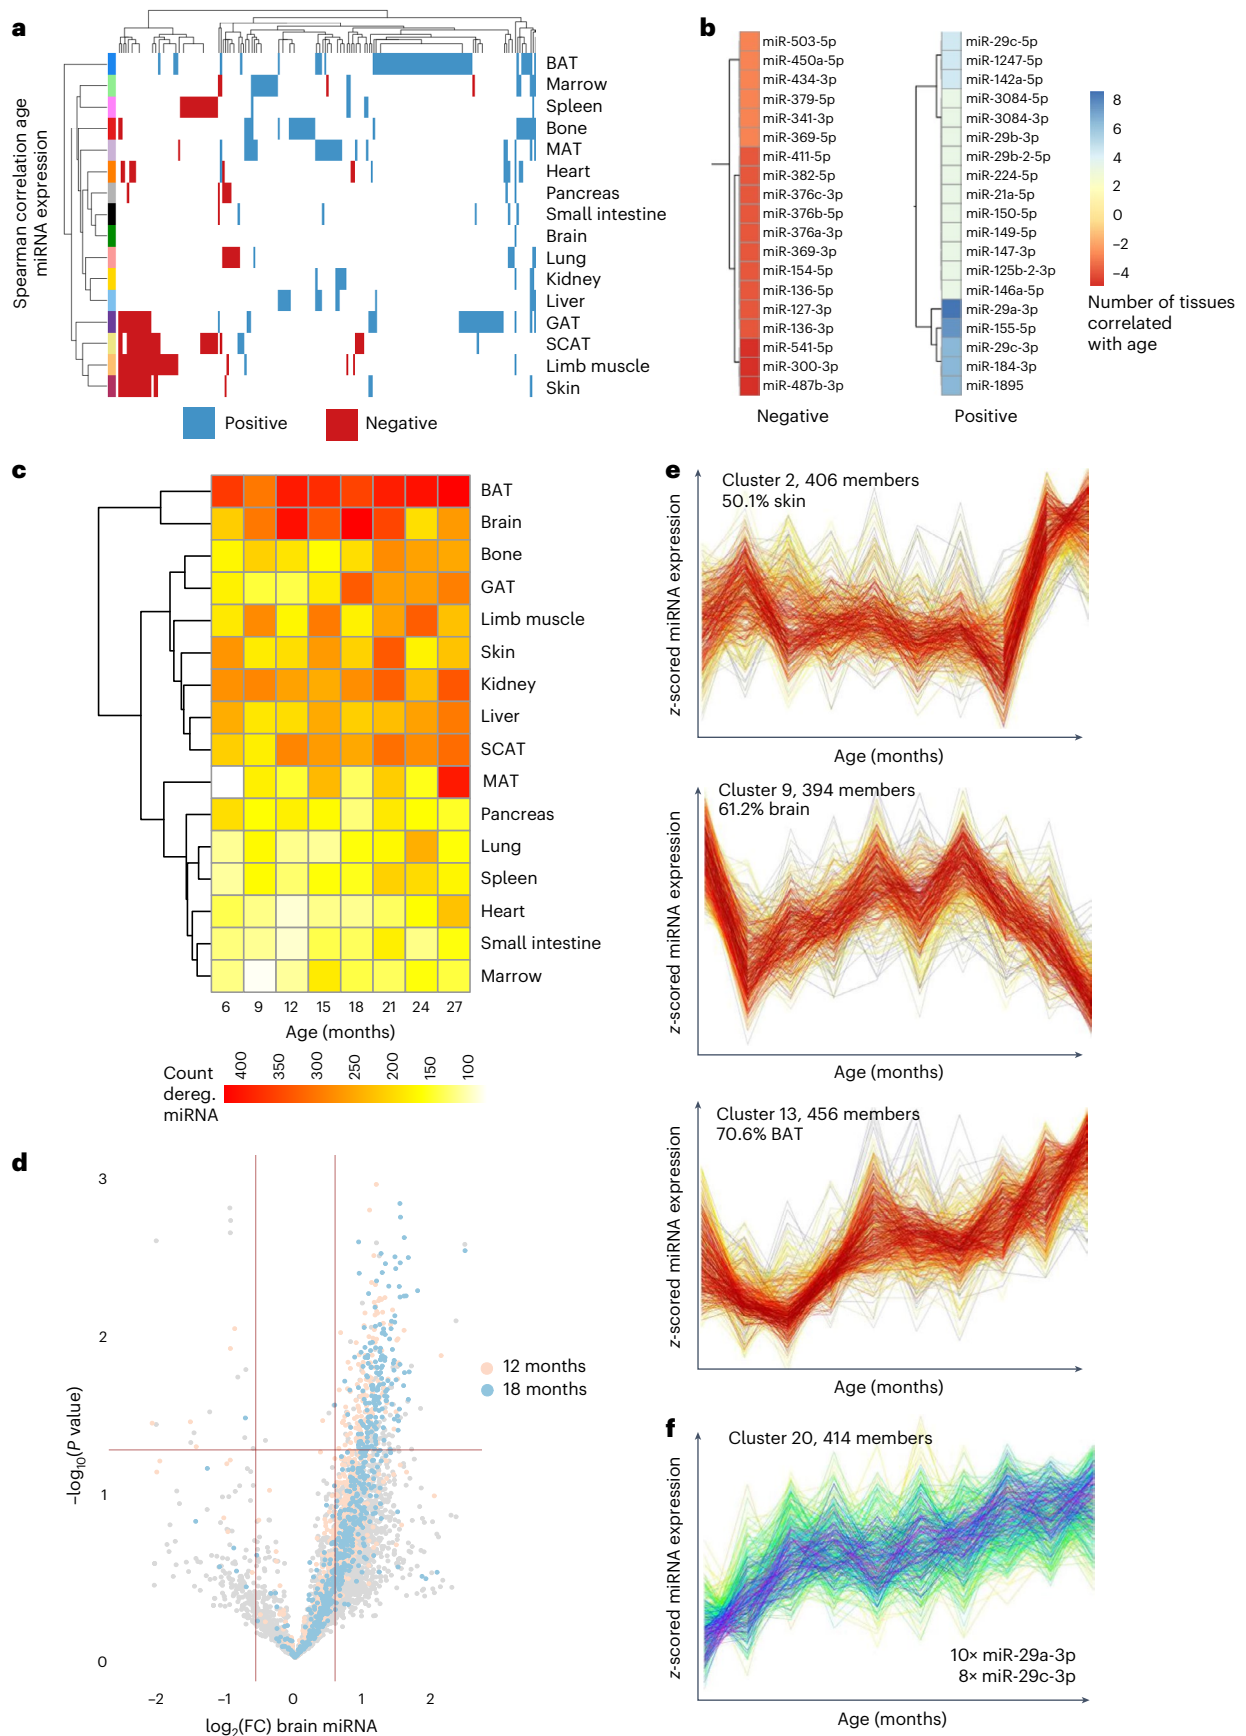 a
Spearman correlation age
miRNA expression
BAT
Marrow
Spleen
Bone
MAT
Heart
Pancreas
Small intestine
Brain
Lung
Kidney
Liver
GAT
SCAT
Limb muscle
Skin
Positive
Negative
b
miR-503-5p
miR-450a-5p
miR-434-3p
miR-379-5p
miR-341-3p
miR-369-5p
miR-411-5p
miR-382-5p
miR-376c-3p
miR-376b-5p
miR-376a-3p
miR-369-3p
miR-154-5p
miR-136-5p
miR-127-3p
miR-136-3p
miR-541-5p
miR-300-3p
miR-487b-3p
Negative
miR-29c-5p
miR-1247-5p
miR-142a-5p
miR-3084-5p
miR-3084-3p
miR-29b-3p
miR-29b-2-5p
miR-224-5p
miR-21a-5p
miR-150-5p
miR-149-5p
miR-147-3p
miR-125b-2-3p
miR-146a-5p
miR-29a-3p
miR-155-5p
miR-29c-3p
miR-184-3p
miR-1895
Positive
8
6
4
2
0
−2
−4
Number of tissues
correlated
with age
c
BAT
Brain
Bone
GAT
Limb muscle
Skin
Kidney
Liver
SCAT
MAT
Pancreas
Lung
Spleen
Heart
Small intestine
Marrow
6 9 12 15 18 21 24 27
Age (months)
Count
dereg.
miRNA
400 350 300 250 200 150 100
d
3
2
1
0
−log10(P value)
12 months
18 months
−2 −1 0 1 2
log2(FC) brain miRNA
e
Cluster 2, 406 members
50.1% skin
z-scored miRNA expression
Age (months)
Cluster 9, 394 members
61.2% brain
z-scored miRNA expression
Age (months)
Cluster 13, 456 members
70.6% BAT
z-scored miRNA expression
Age (months)
f
Cluster 20, 414 members
z-scored miRNA expression
10× miR-29a-3p
8× miR-29c-3p
Age (months)